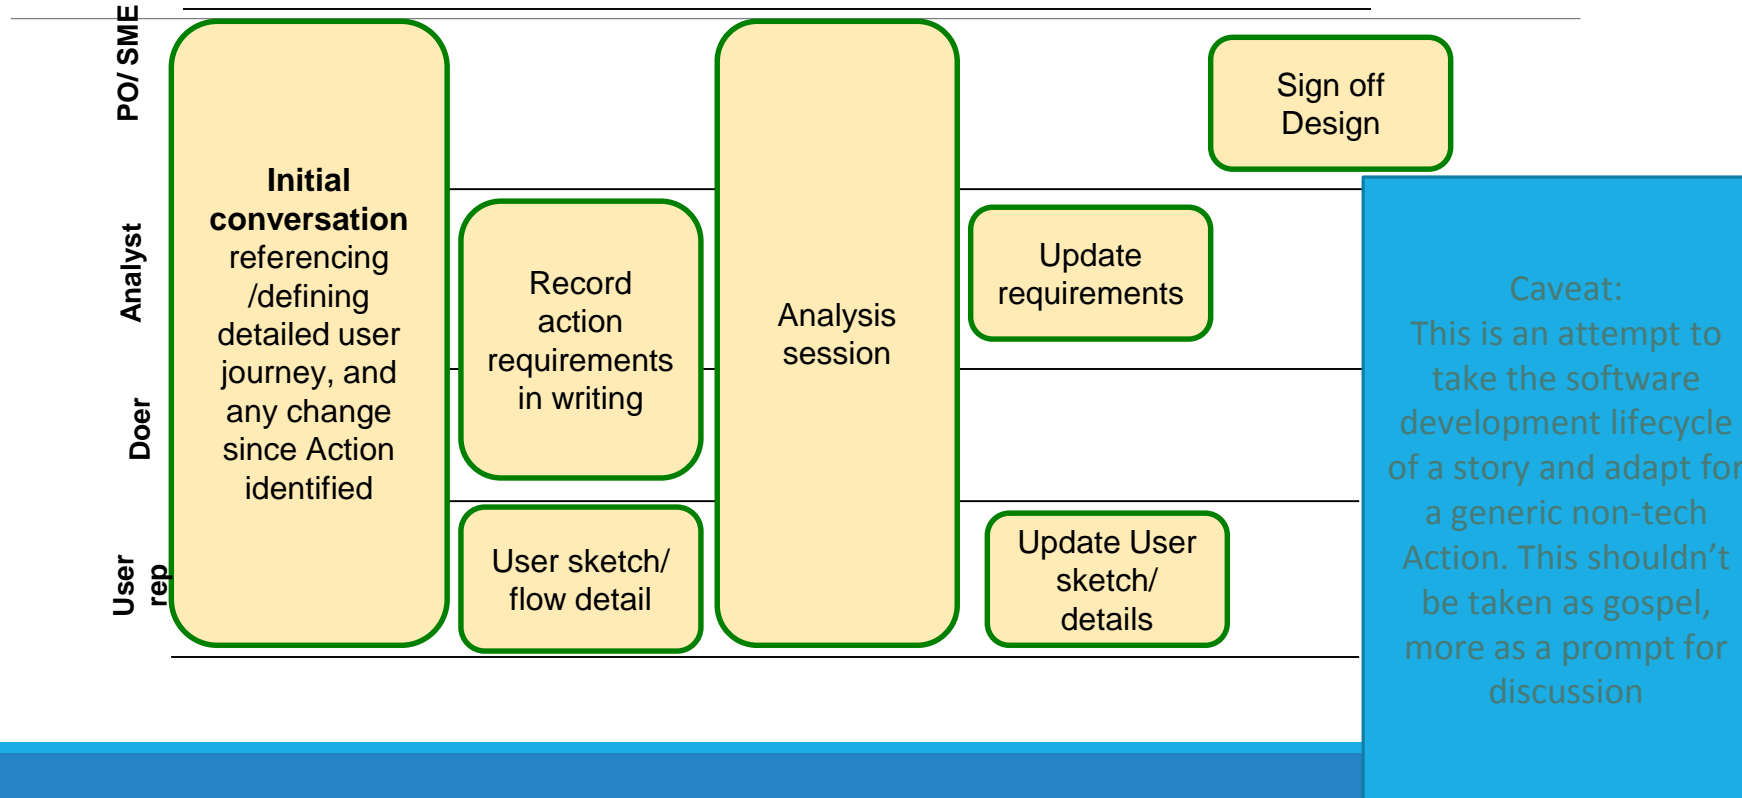 PO/ SME
Analyst
Doer
User
rep
Initial
conversation
referencing
/defining
detailed user
journey, and
any change
since Action
identified
Record
action
requirements
in writing
User sketch/
flow detail
Analysis
session
Update
requirements
Update User
sketch/
details
Sign off
Design
Caveat:
This is an attempt to
take the software
development lifecycle
of a story and adapt for
a generic non-tech
Action. This shouldn’t
be taken as gospel,
more as a prompt for
discussion